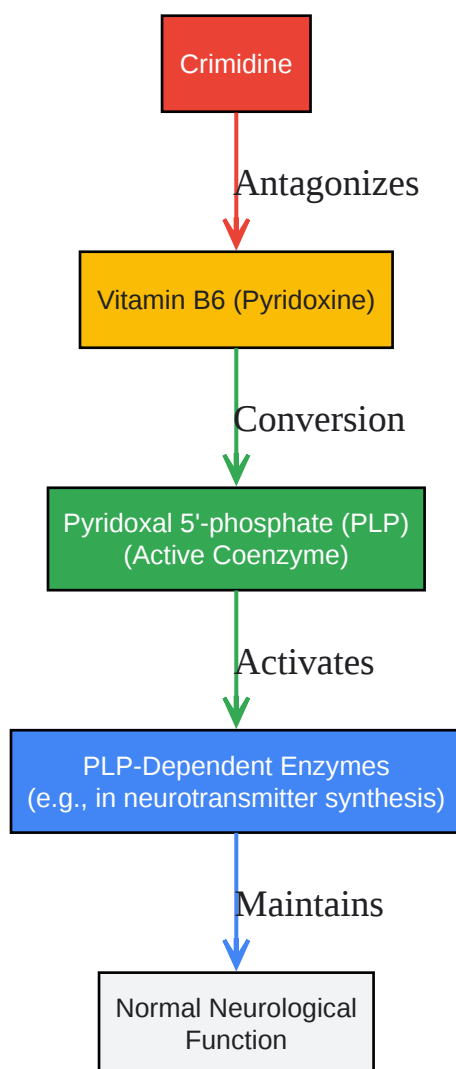 Crimidine
Antagonizes
Vitamin B6 (Pyridoxine)
Conversion
Pyridoxal 5'-phosphate (PLP)
(Active Coenzyme)
Activates
PLP-Dependent Enzymes
(e.g., in neurotransmitter synthesis)
Maintains
Normal Neurological
Function